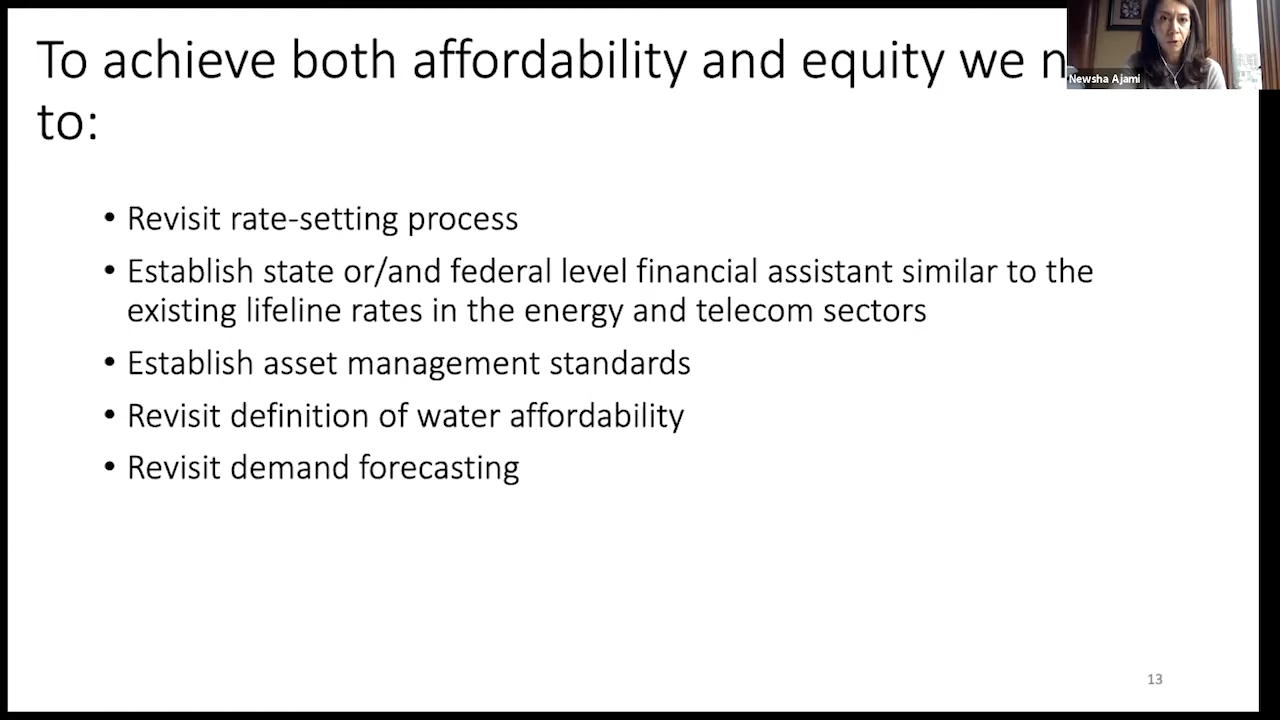 To achieve both affordability and equity we
to:
Newsha Ajami
• Revisit rate-setting process
• Establish state or/and federal level financial assistant similar to the
existing lifeline rates in the energy and telecom sectors
• Establish asset management standards
• Revisit definition of water affordability
• Revisit demand forecasting
13